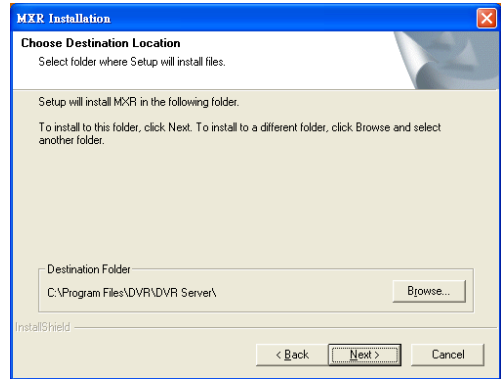 MXR Installation
Choose Destination Location
Select folder where Setup will install files.
Setup will install MXR in the following folder.
To install to this folder, click Next. To install to a different folder, click Browse and select
another folder.
Destination Folder
C:\Program Files\DVR\DVR Server\
Browse...
InstallShield
< Back
Next >
Cancel